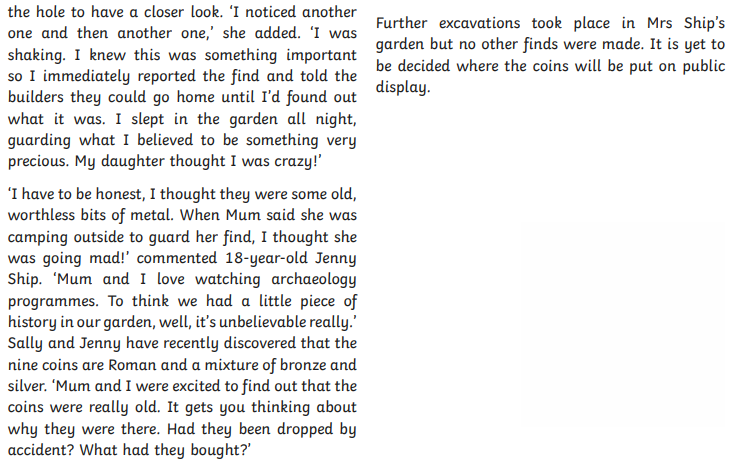 the hole to have a closer look. ‘I noticed another
one and then another one,’ she added. ‘I was
shaking. I knew this was something important
so I immediately reported the find and told the
builders they could go home until I’d found out
what it was. I slept in the garden all night,
guarding what I believed to be something very
precious. My daughter thought I was crazy!’
‘I have to be honest, I thought they were some old,
worthless bits of metal. When Mum said she was
camping outside to guard her find, I thought she
was going mad!’ commented 18-year-old Jenny
Ship. ‘Mum and I love watching archaeology
programmes. To think we had a little piece of
history in our garden, well, it’s unbelievable really.’
Sally and Jenny have recently discovered that the
nine coins are Roman and a mixture of bronze and
silver. ‘Mum and I were excited to find out that the
coins were really old. It gets you thinking about
why they were there. Had they been dropped by
accident? What had they bought?’
Further excavations took place in Mrs Ship’s
garden but no other finds were made. It is yet to
be decided where the coins will be put on public
display.